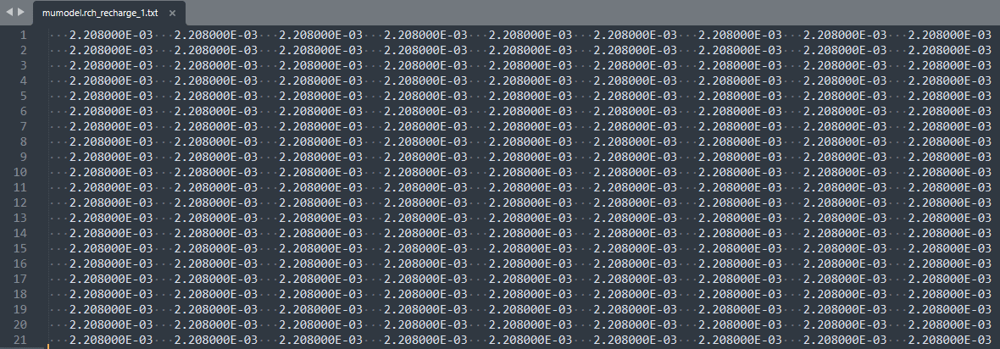 mumodel.rch_recharge_1.txt ×
1 2.208000E-03 2.208000E-03 2.208000E-03 2.208000E-03 2.208000E-03 2.208000E-03 2.208000E-03 2.208000E-03 2.208000E-03
2 2.208000E-03 2.208000E-03 2.208000E-03 2.208000E-03 2.208000E-03 2.208000E-03 2.208000E-03 2.208000E-03 2.208000E-03
3 2.208000E-03 2.208000E-03 2.208000E-03 2.208000E-03 2.208000E-03 2.208000E-03 2.208000E-03 2.208000E-03 2.208000E-03
4 2.208000E-03 2.208000E-03 2.208000E-03 2.208000E-03 2.208000E-03 2.208000E-03 2.208000E-03 2.208000E-03 2.208000E-03
5 2.208000E-03 2.208000E-03 2.208000E-03 2.208000E-03 2.208000E-03 2.208000E-03 2.208000E-03 2.208000E-03 2.208000E-03
6 2.208000E-03 2.208000E-03 2.208000E-03 2.208000E-03 2.208000E-03 2.208000E-03 2.208000E-03 2.208000E-03 2.208000E-03
7 2.208000E-03 2.208000E-03 2.208000E-03 2.208000E-03 2.208000E-03 2.208000E-03 2.208000E-03 2.208000E-03 2.208000E-03
8 2.208000E-03 2.208000E-03 2.208000E-03 2.208000E-03 2.208000E-03 2.208000E-03 2.208000E-03 2.208000E-03 2.208000E-03
9 2.208000E-03 2.208000E-03 2.208000E-03 2.208000E-03 2.208000E-03 2.208000E-03 2.208000E-03 2.208000E-03 2.208000E-03
10 2.208000E-03 2.208000E-03 2.208000E-03 2.208000E-03 2.208000E-03 2.208000E-03 2.208000E-03 2.208000E-03 2.208000E-03
11 2.208000E-03 2.208000E-03 2.208000E-03 2.208000E-03 2.208000E-03 2.208000E-03 2.208000E-03 2.208000E-03 2.208000E-03
12 2.208000E-03 2.208000E-03 2.208000E-03 2.208000E-03 2.208000E-03 2.208000E-03 2.208000E-03 2.208000E-03 2.208000E-03
13 2.208000E-03 2.208000E-03 2.208000E-03 2.208000E-03 2.208000E-03 2.208000E-03 2.208000E-03 2.208000E-03 2.208000E-03
14 2.208000E-03 2.208000E-03 2.208000E-03 2.208000E-03 2.208000E-03 2.208000E-03 2.208000E-03 2.208000E-03 2.208000E-03
15 2.208000E-03 2.208000E-03 2.208000E-03 2.208000E-03 2.208000E-03 2.208000E-03 2.208000E-03 2.208000E-03 2.208000E-03
16 2.208000E-03 2.208000E-03 2.208000E-03 2.208000E-03 2.208000E-03 2.208000E-03 2.208000E-03 2.208000E-03 2.208000E-03
17 2.208000E-03 2.208000E-03 2.208000E-03 2.208000E-03 2.208000E-03 2.208000E-03 2.208000E-03 2.208000E-03 2.208000E-03
18 2.208000E-03 2.208000E-03 2.208000E-03 2.208000E-03 2.208000E-03 2.208000E-03 2.208000E-03 2.208000E-03 2.208000E-03
19 2.208000E-03 2.208000E-03 2.208000E-03 2.208000E-03 2.208000E-03 2.208000E-03 2.208000E-03 2.208000E-03 2.208000E-03
20 2.208000E-03 2.208000E-03 2.208000E-03 2.208000E-03 2.208000E-03 2.208000E-03 2.208000E-03 2.208000E-03 2.208000E-03
21 2.208000E-03 2.208000E-03 2.208000E-03 2.208000E-03 2.208000E-03 2.208000E-03 2.208000E-03 2.208000E-03 2.208000E-03